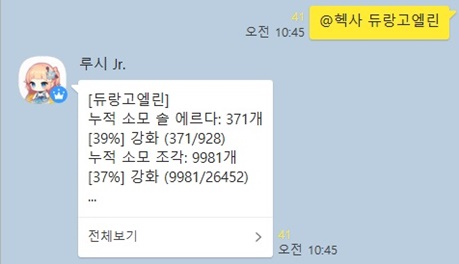 41
오전 10:45
@헥사 듀랑고엘린
루시 Jr.
[듀랑고엘린]
누적 소모 솔 에르다: 371개
[39%] 강화 (371/928)
누적 소모 조각: 9981개
[37%] 강화 (9981/26452)
...
전체보기
41
오전 10:45